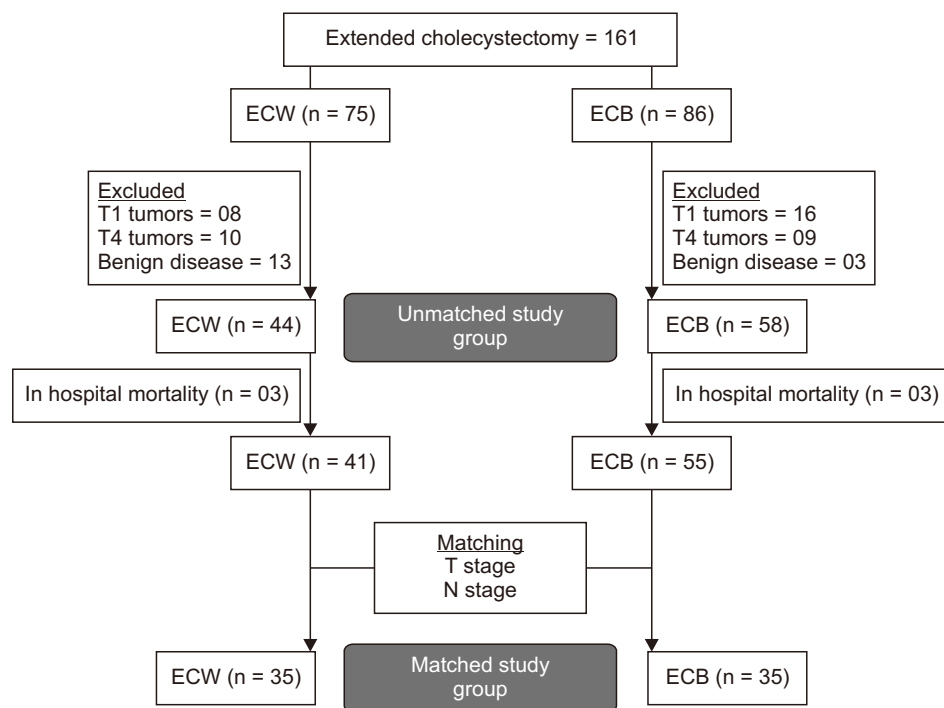 Extended cholecystectomy = 161
ECW (n = 75)
ECB (n = 86)
Excluded
T1 tumors = 08
T4 tumors = 10
Benign disease = 13
Excluded
T1 tumors = 16
T4 tumors = 09
Benign disease = 03
ECW (n = 44)
Unmatched study
group
ECB (n = 58)
In hospital mortality (n = 03)
In hospital mortality (n = 03)
ECW (n = 41)
ECB (n = 55)
Matching
T stage
N stage
ECW (n = 35)
Matched study
group
ECB (n = 35)